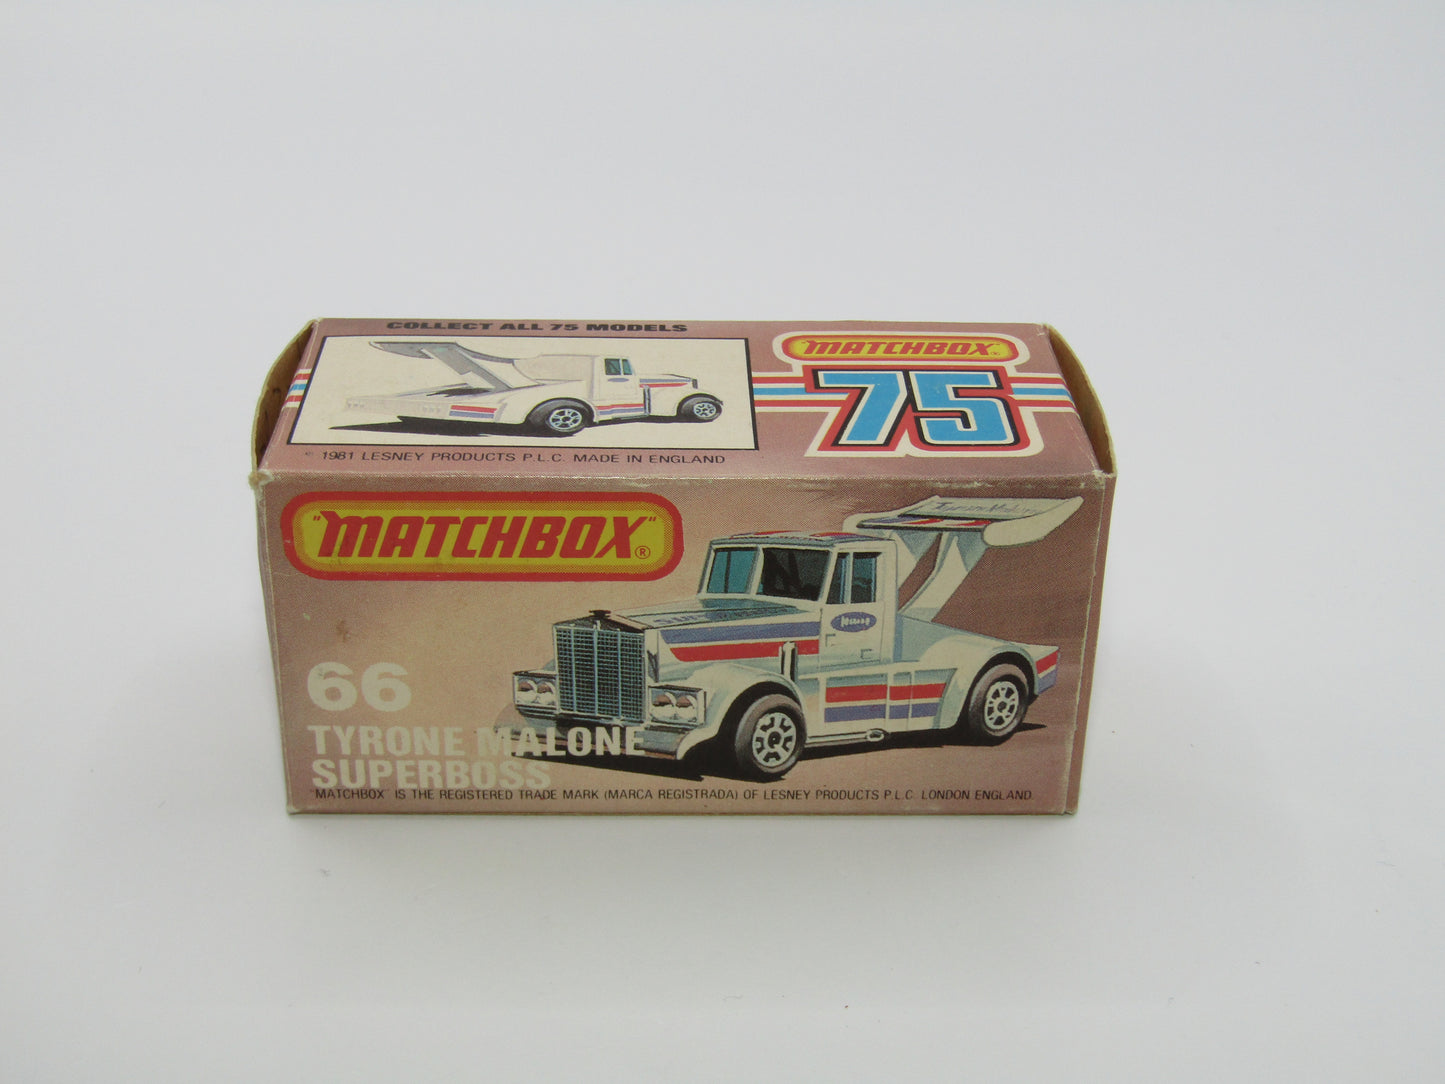 COLLECT ALL 75 MODELS
MATCHBOX
75
© 1981 LESNEY PRODUCTS P.L.C. MADE IN ENGLAND
"MATCHBOX"®
66
TYRONE MALONE
SUPERBOSS
"MATCHBOX" IS THE REGISTERED TRADE MARK (MARCA REGISTRADA) OF LESNEY PRODUCTS P.L.C. LONDON ENGLAND.